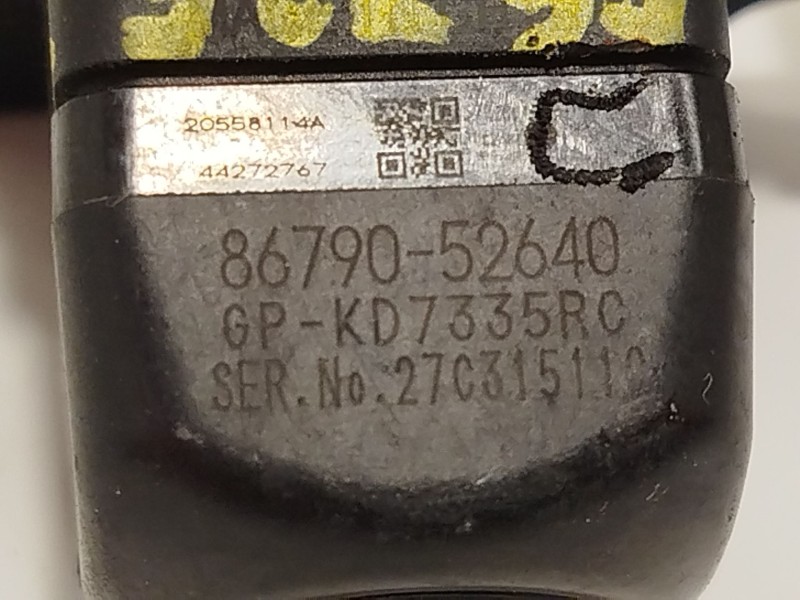 20558114A
44272767
C
86790-52640
GP-KD7335RC
SER.No.27C31511